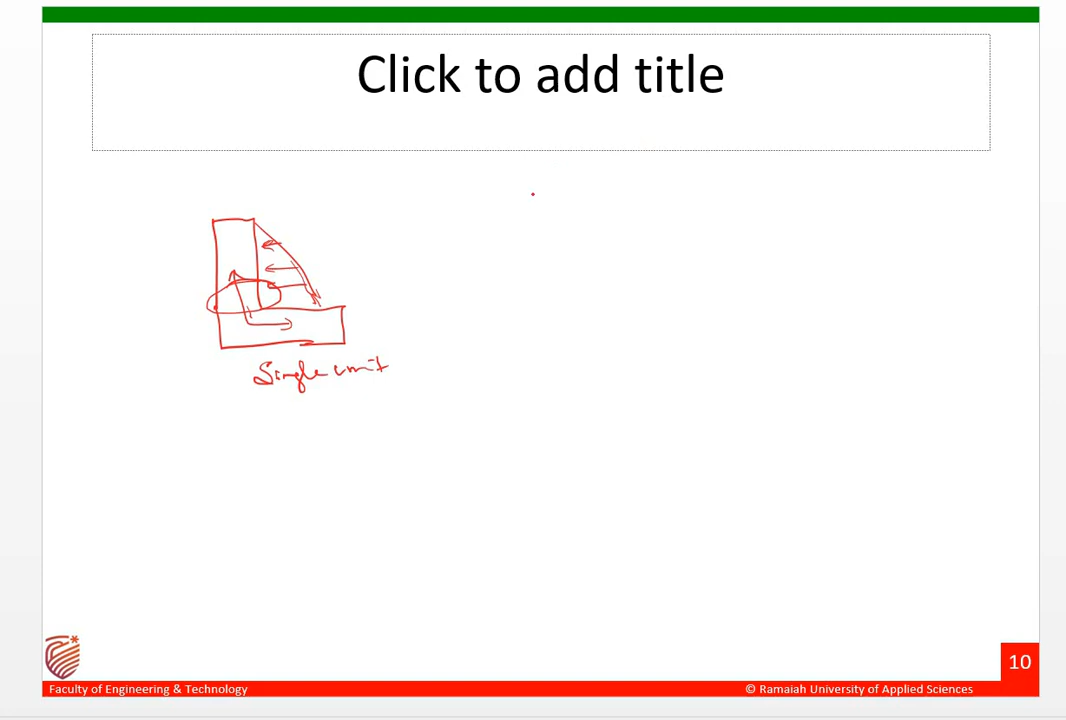 Click to add title
Single unit
10
Faculty of Engineering & Technology
© Ramaiah University of Applied Sciences